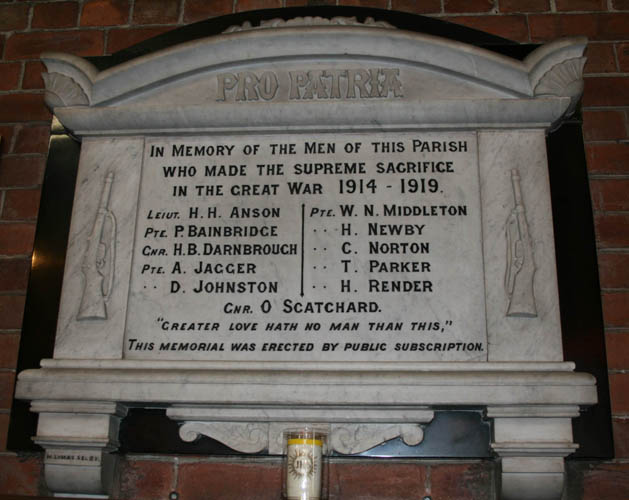 PRO PATRIA
IN MEMORY OF THE MEN OF THIS PARISH
WHO MADE THE SUPREME SACRIFICE
IN THE GREAT WAR 1914 - 1919.
LIEUT. H. H. ANSON
PTE. P. BAINBRIDGE
GNR. H. B. DARNBROUGH
PTE. A. JAGGER
·· D. JOHNSTON
PTE. W. N. MIDDLETON
·· H. NEWBY
·· C. NORTON
·· T. PARKER
·· H. RENDER
GNR. O SCATCHARD.
"GREATER LOVE HATH NO MAN THAN THIS,"
THIS MEMORIAL WAS ERECTED BY PUBLIC SUBSCRIPTION.